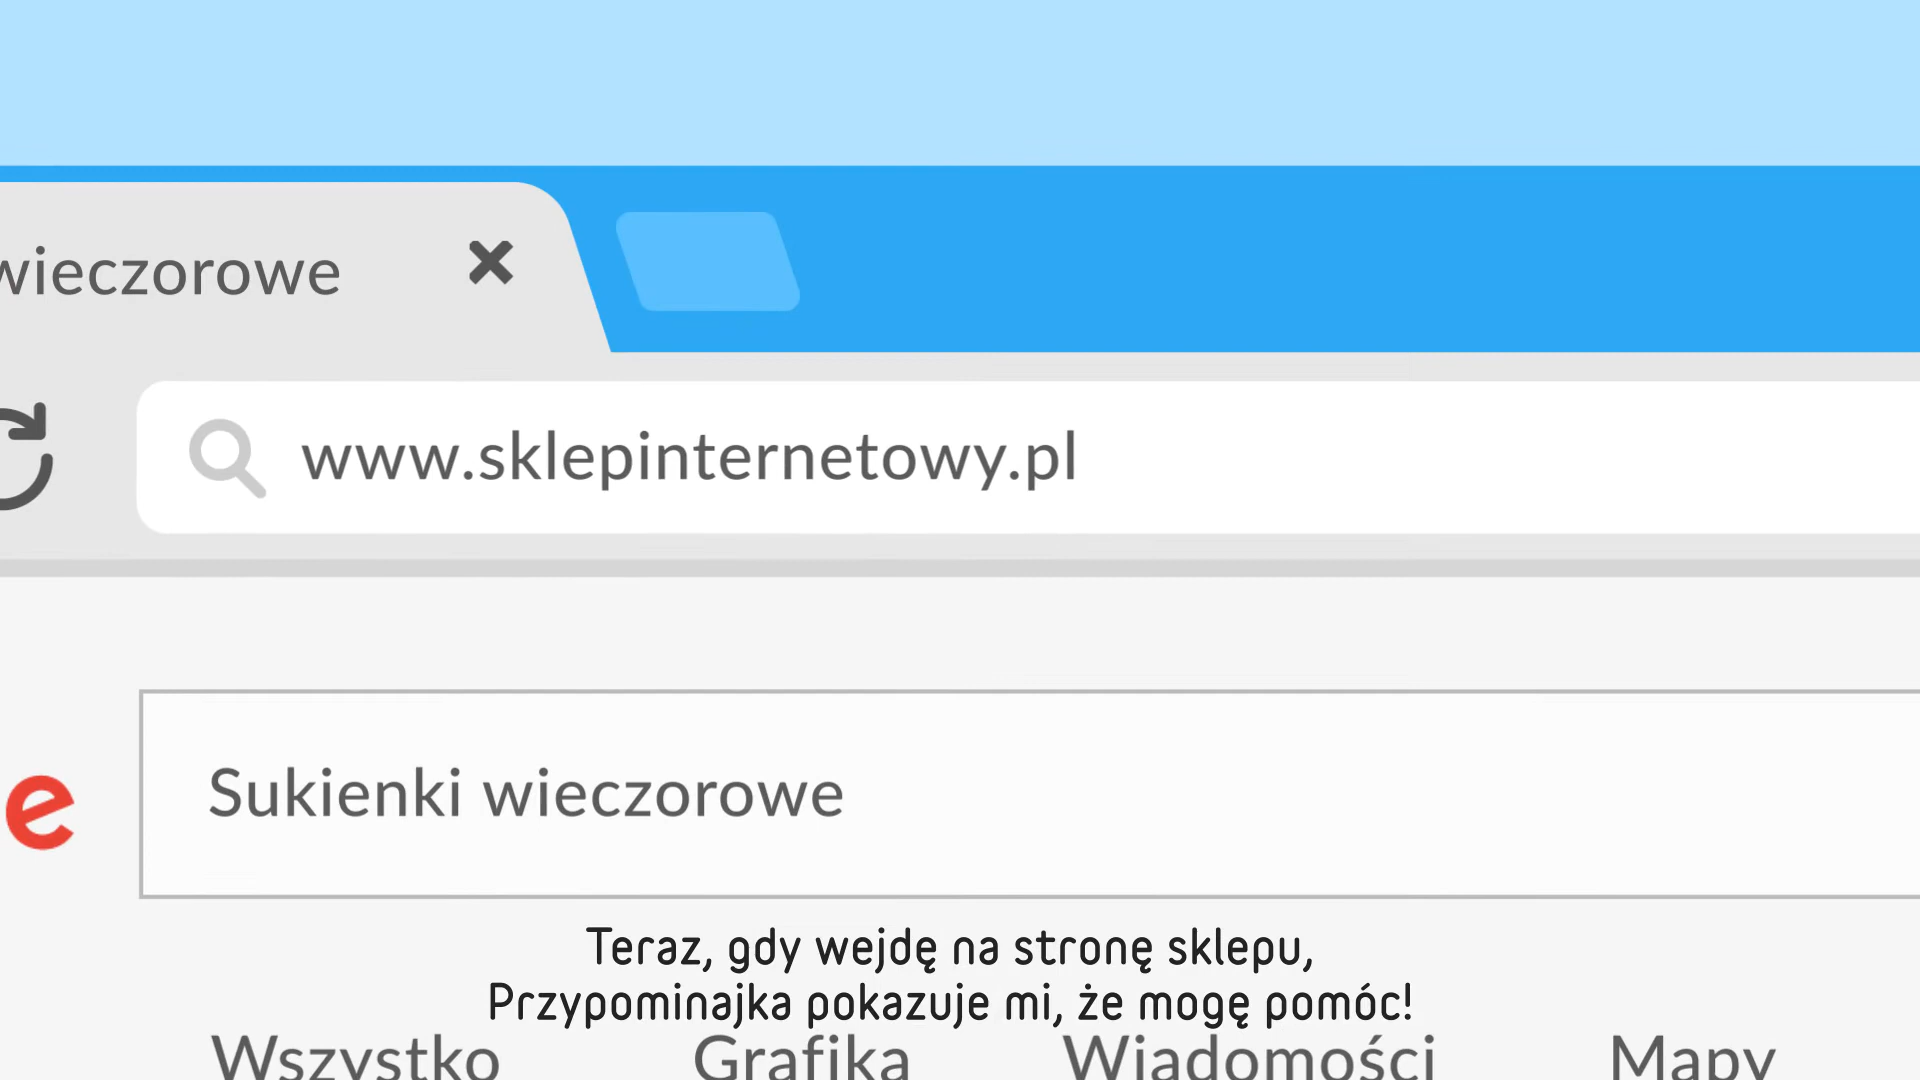 wieczorowe
www.sklepinternetowy.pl
e
Sukienki wieczorowe
Teraz, gdy wejdę na stronę sklepu,
Przypominajka pokazuje mi, że mogę pomóc!
Wszystko Grafika Wiadomości Mapy